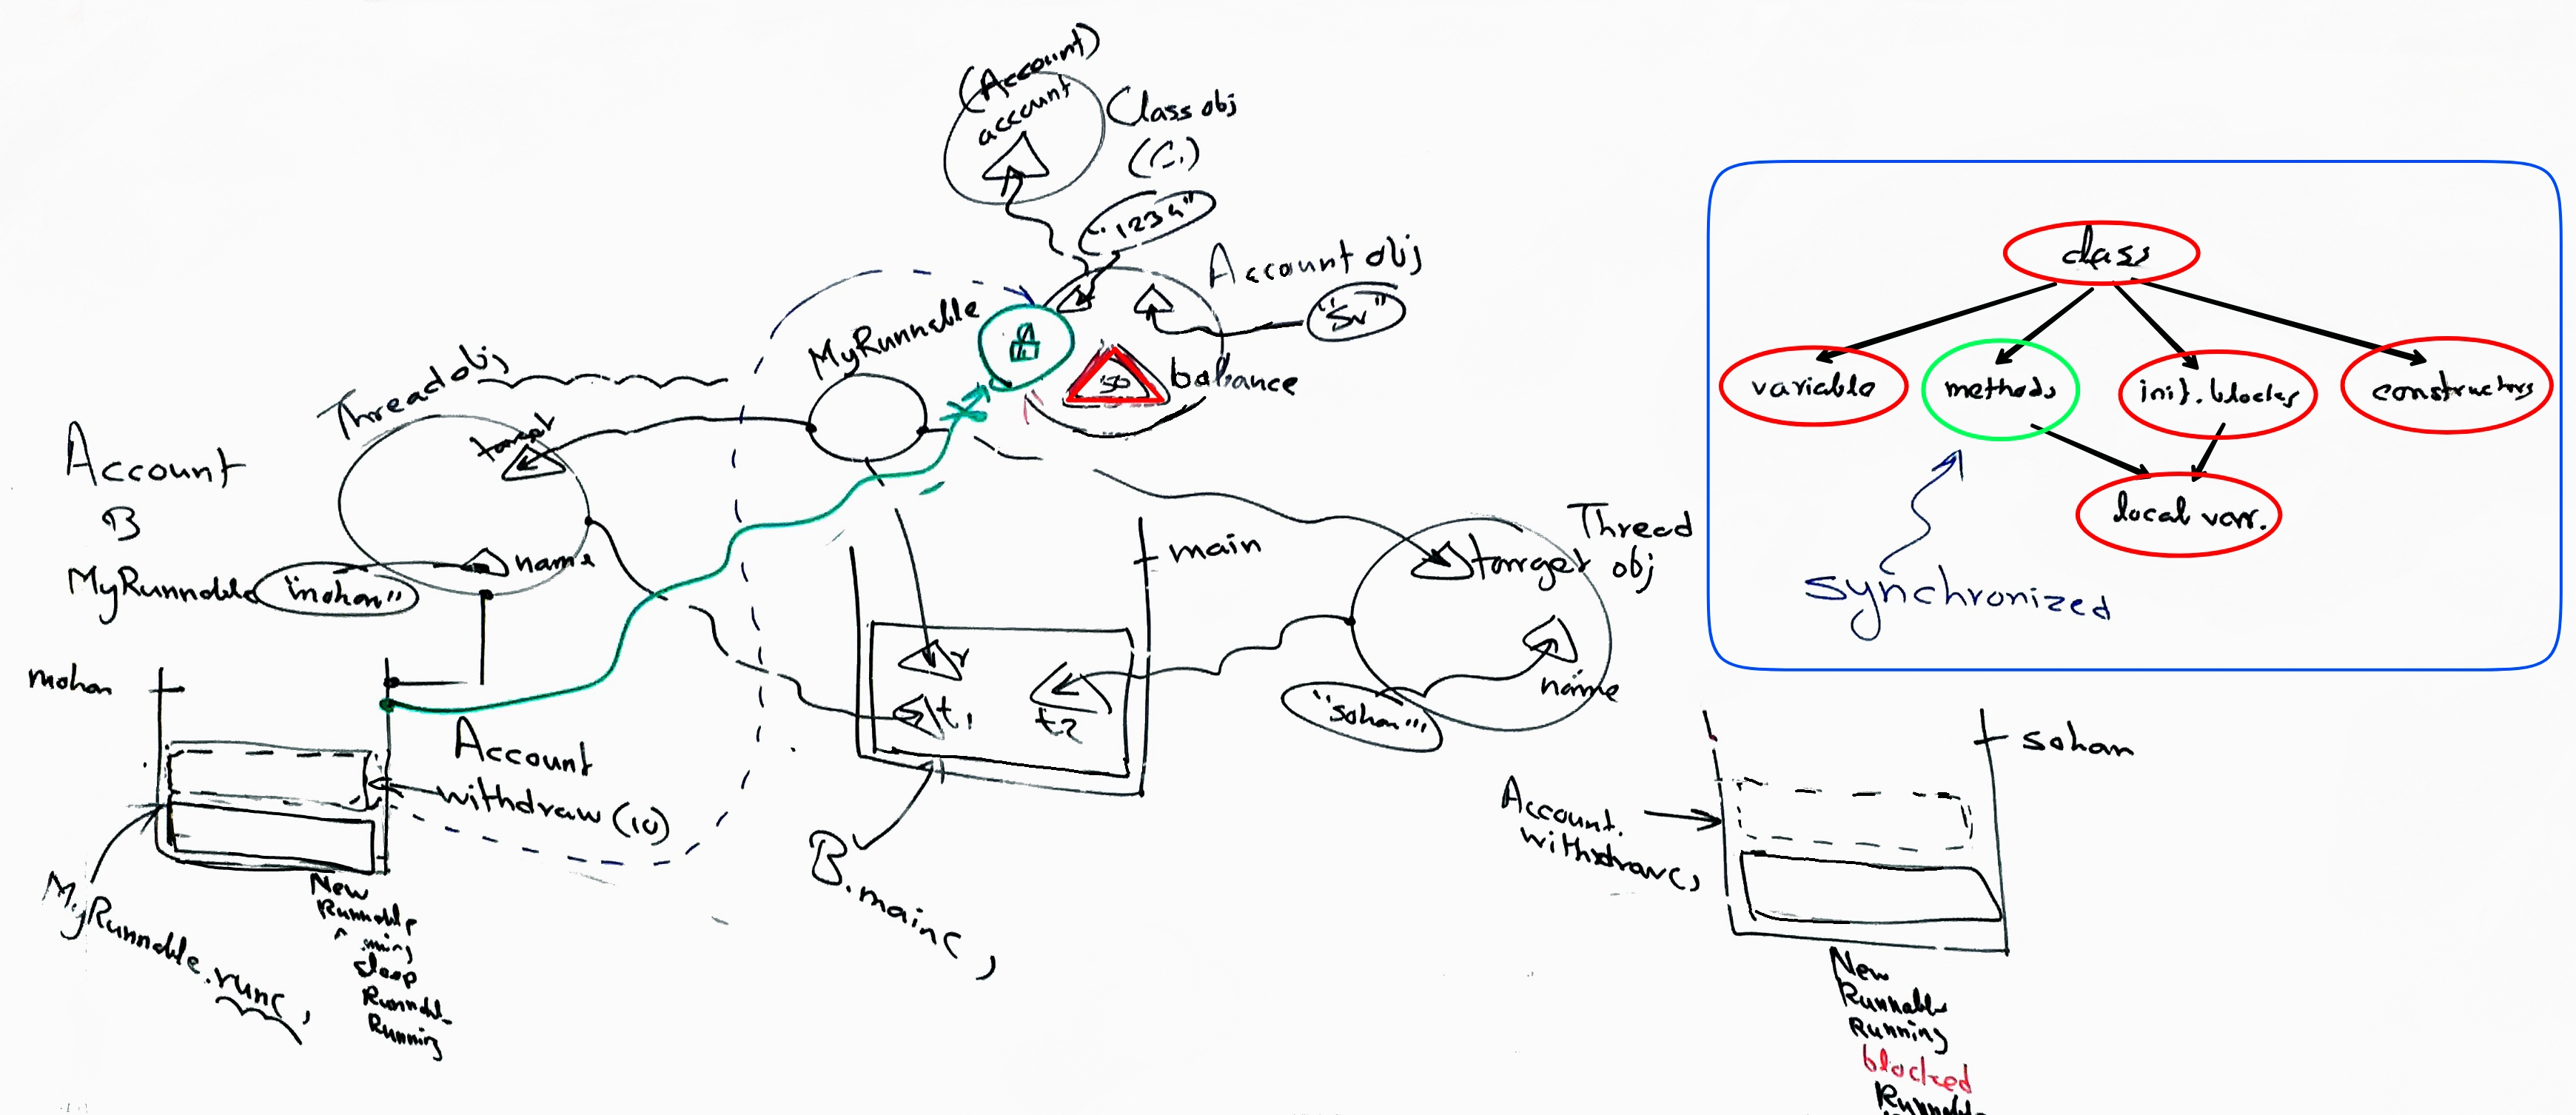 (Account)
account
Class obj
(C.)
"1234"
Account obj
"SV"
MyRunnable
50
balance
Thread obj
target
Account
B
MyRunnable
"mohan"
name
mohan
Account
withdraw (10)
MyRunnable.run()
New
Runnable
sleep
Runnable
Running
main
r
t1
t2
B.main()
Thread
obj
target
name
"sohan"
sohan
Account.
withdraw()
New
Runnable
Running
blocked
Runnable
class
variable
methods
init. blocks
constructors
local var.
synchronized